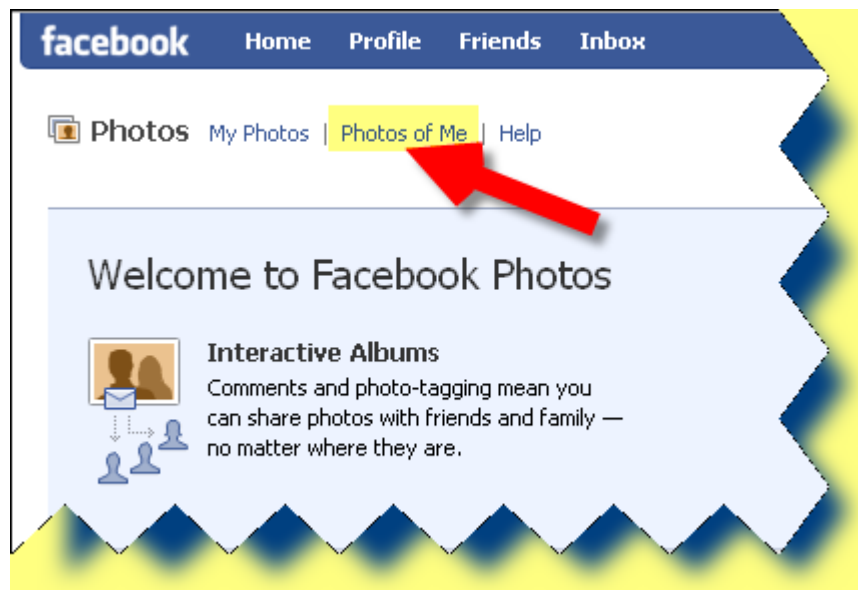 facebook Home Profile Friends Inbox
Photos My Photos | Photos of Me | Help
Welcome to Facebook Photos
Interactive Albums
Comments and photo-tagging mean you
can share photos with friends and family —
no matter where they are.